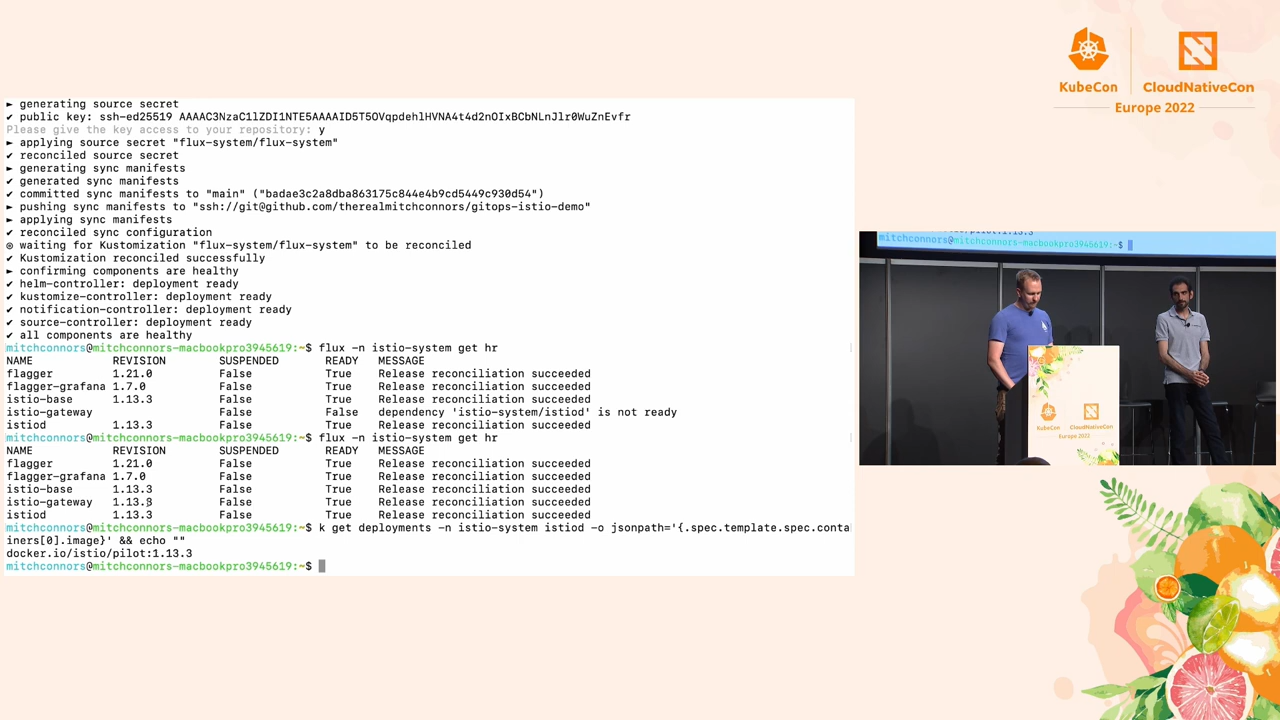 ► generating source secret
✔ public key: ssh-ed25519 AAAAC3NzaC1lZDI1NTE5AAAAID5T5OVqpdehlHVNA4t4d2nOIxBCbNLnJlr0WuZnEvfr
Please give the key access to your repository: y
► applying source secret "flux-system/flux-system"
✔ reconciled source secret
► generating sync manifests
✔ generated sync manifests
✔ committed sync manifests to "main" ("badae3c2a8dba863175c844e4b9cd5449c930d54")
► pushing sync manifests to "ssh://git@github.com/therealmitchconnors/gitops-istio-demo"
► applying sync manifests
✔ reconciled sync configuration
◎ waiting for Kustomization "flux-system/flux-system" to be reconciled
✔ Kustomization reconciled successfully
► confirming components are healthy
✔ helm-controller: deployment ready
✔ kustomize-controller: deployment ready
✔ notification-controller: deployment ready
✔ source-controller: deployment ready
✔ all components are healthy
mitchconnors@mitchconnors-macbookpro3945619:~$ flux -n istio-system get hr
NAME REVISION SUSPENDED READY MESSAGE
flagger 1.21.0 False True Release reconciliation succeeded
flagger-grafana 1.7.0 False True Release reconciliation succeeded
istio-base 1.13.3 False True Release reconciliation succeeded
istio-gateway False False dependency 'istio-system/istiod' is not ready
istiod 1.13.3 False True Release reconciliation succeeded
mitchconnors@mitchconnors-macbookpro3945619:~$ flux -n istio-system get hr
NAME REVISION SUSPENDED READY MESSAGE
flagger 1.21.0 False True Release reconciliation succeeded
flagger-grafana 1.7.0 False True Release reconciliation succeeded
istio-base 1.13.3 False True Release reconciliation succeeded
istio-gateway 1.13.3 False True Release reconciliation succeeded
istiod 1.13.3 False True Release reconciliation succeeded
mitchconnors@mitchconnors-macbookpro3945619:~$ k get deployments -n istio-system istiod -o jsonpath='{.spec.template.spec.conta
iners[0].image}' && echo ""
docker.io/istio/pilot:1.13.3
mitchconnors@mitchconnors-macbookpro3945619:~$
KubeCon CloudNativeCon
Europe 2022
mitchconnors@mitchconnors-macbookpro3945619:~$
KubeCon CloudNativeCon
Europe 2022